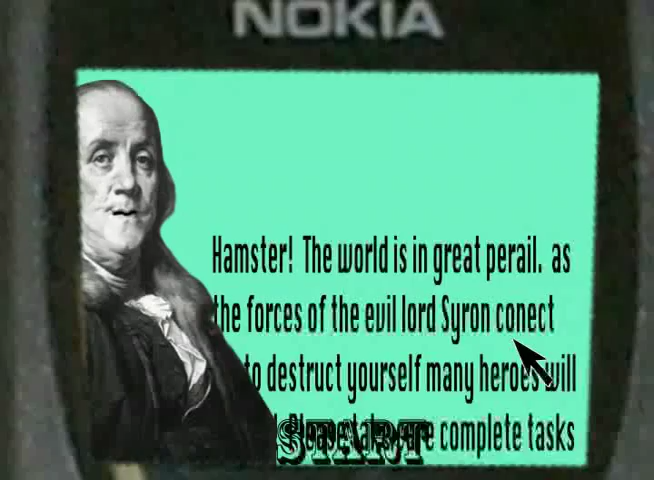 NOKIA
Hamster! The world is in great perail. as
the forces of the evil lord Syron conect
to destruct yourself many heroes will
complete tasks
START